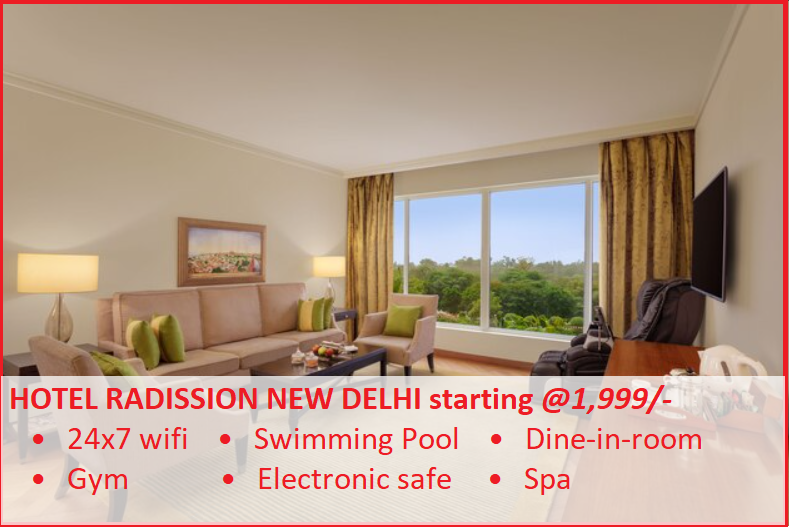 HOTEL RADISSION NEW DELHI starting @1,999/-
• 24x7 wifi • Swimming Pool • Dine-in-room
• Gym • Electronic safe • Spa